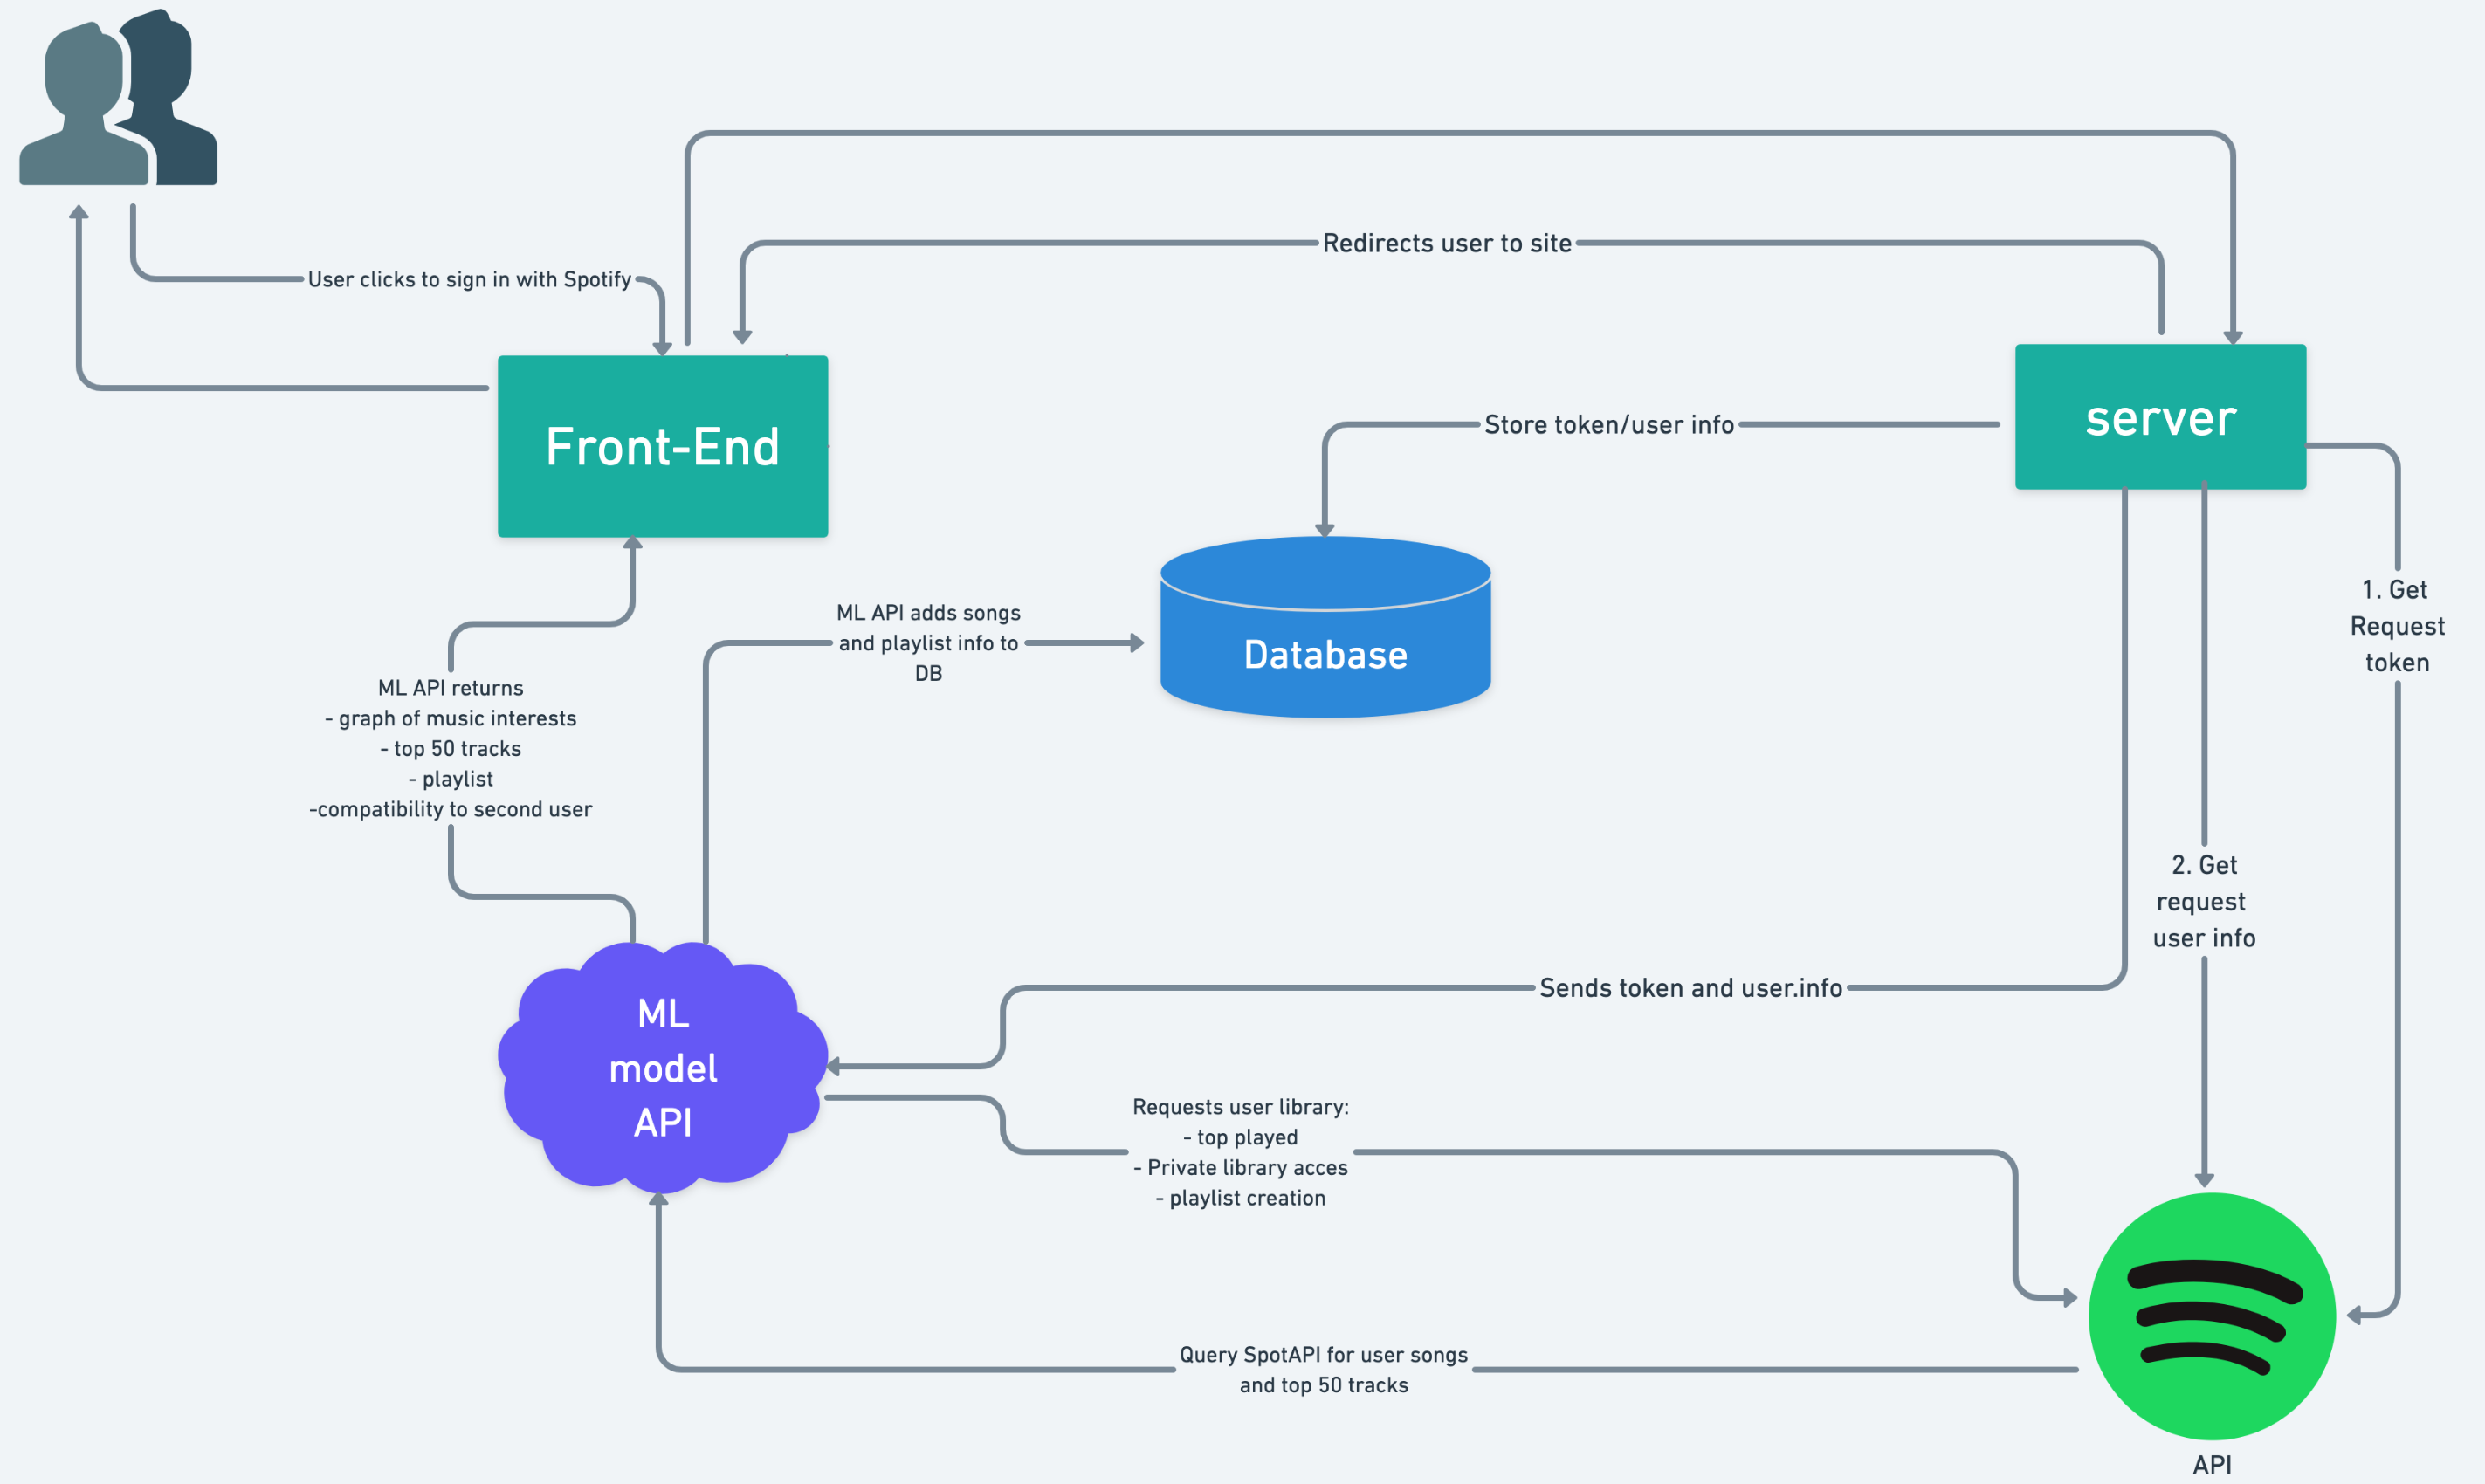 Redirects user to site
User clicks to sign in with Spotify
Front-End
server
Store token/user info
Database
1. Get
Request
token
ML API adds songs
and playlist info to
DB
ML API returns
- graph of music interests
- top 50 tracks
- playlist
-compatibility to second user
2. Get
request
user info
Sends token and user.info
ML
model
API
Requests user library:
- top played
- Private library acces
- playlist creation
Query SpotAPI for user songs
and top 50 tracks
API